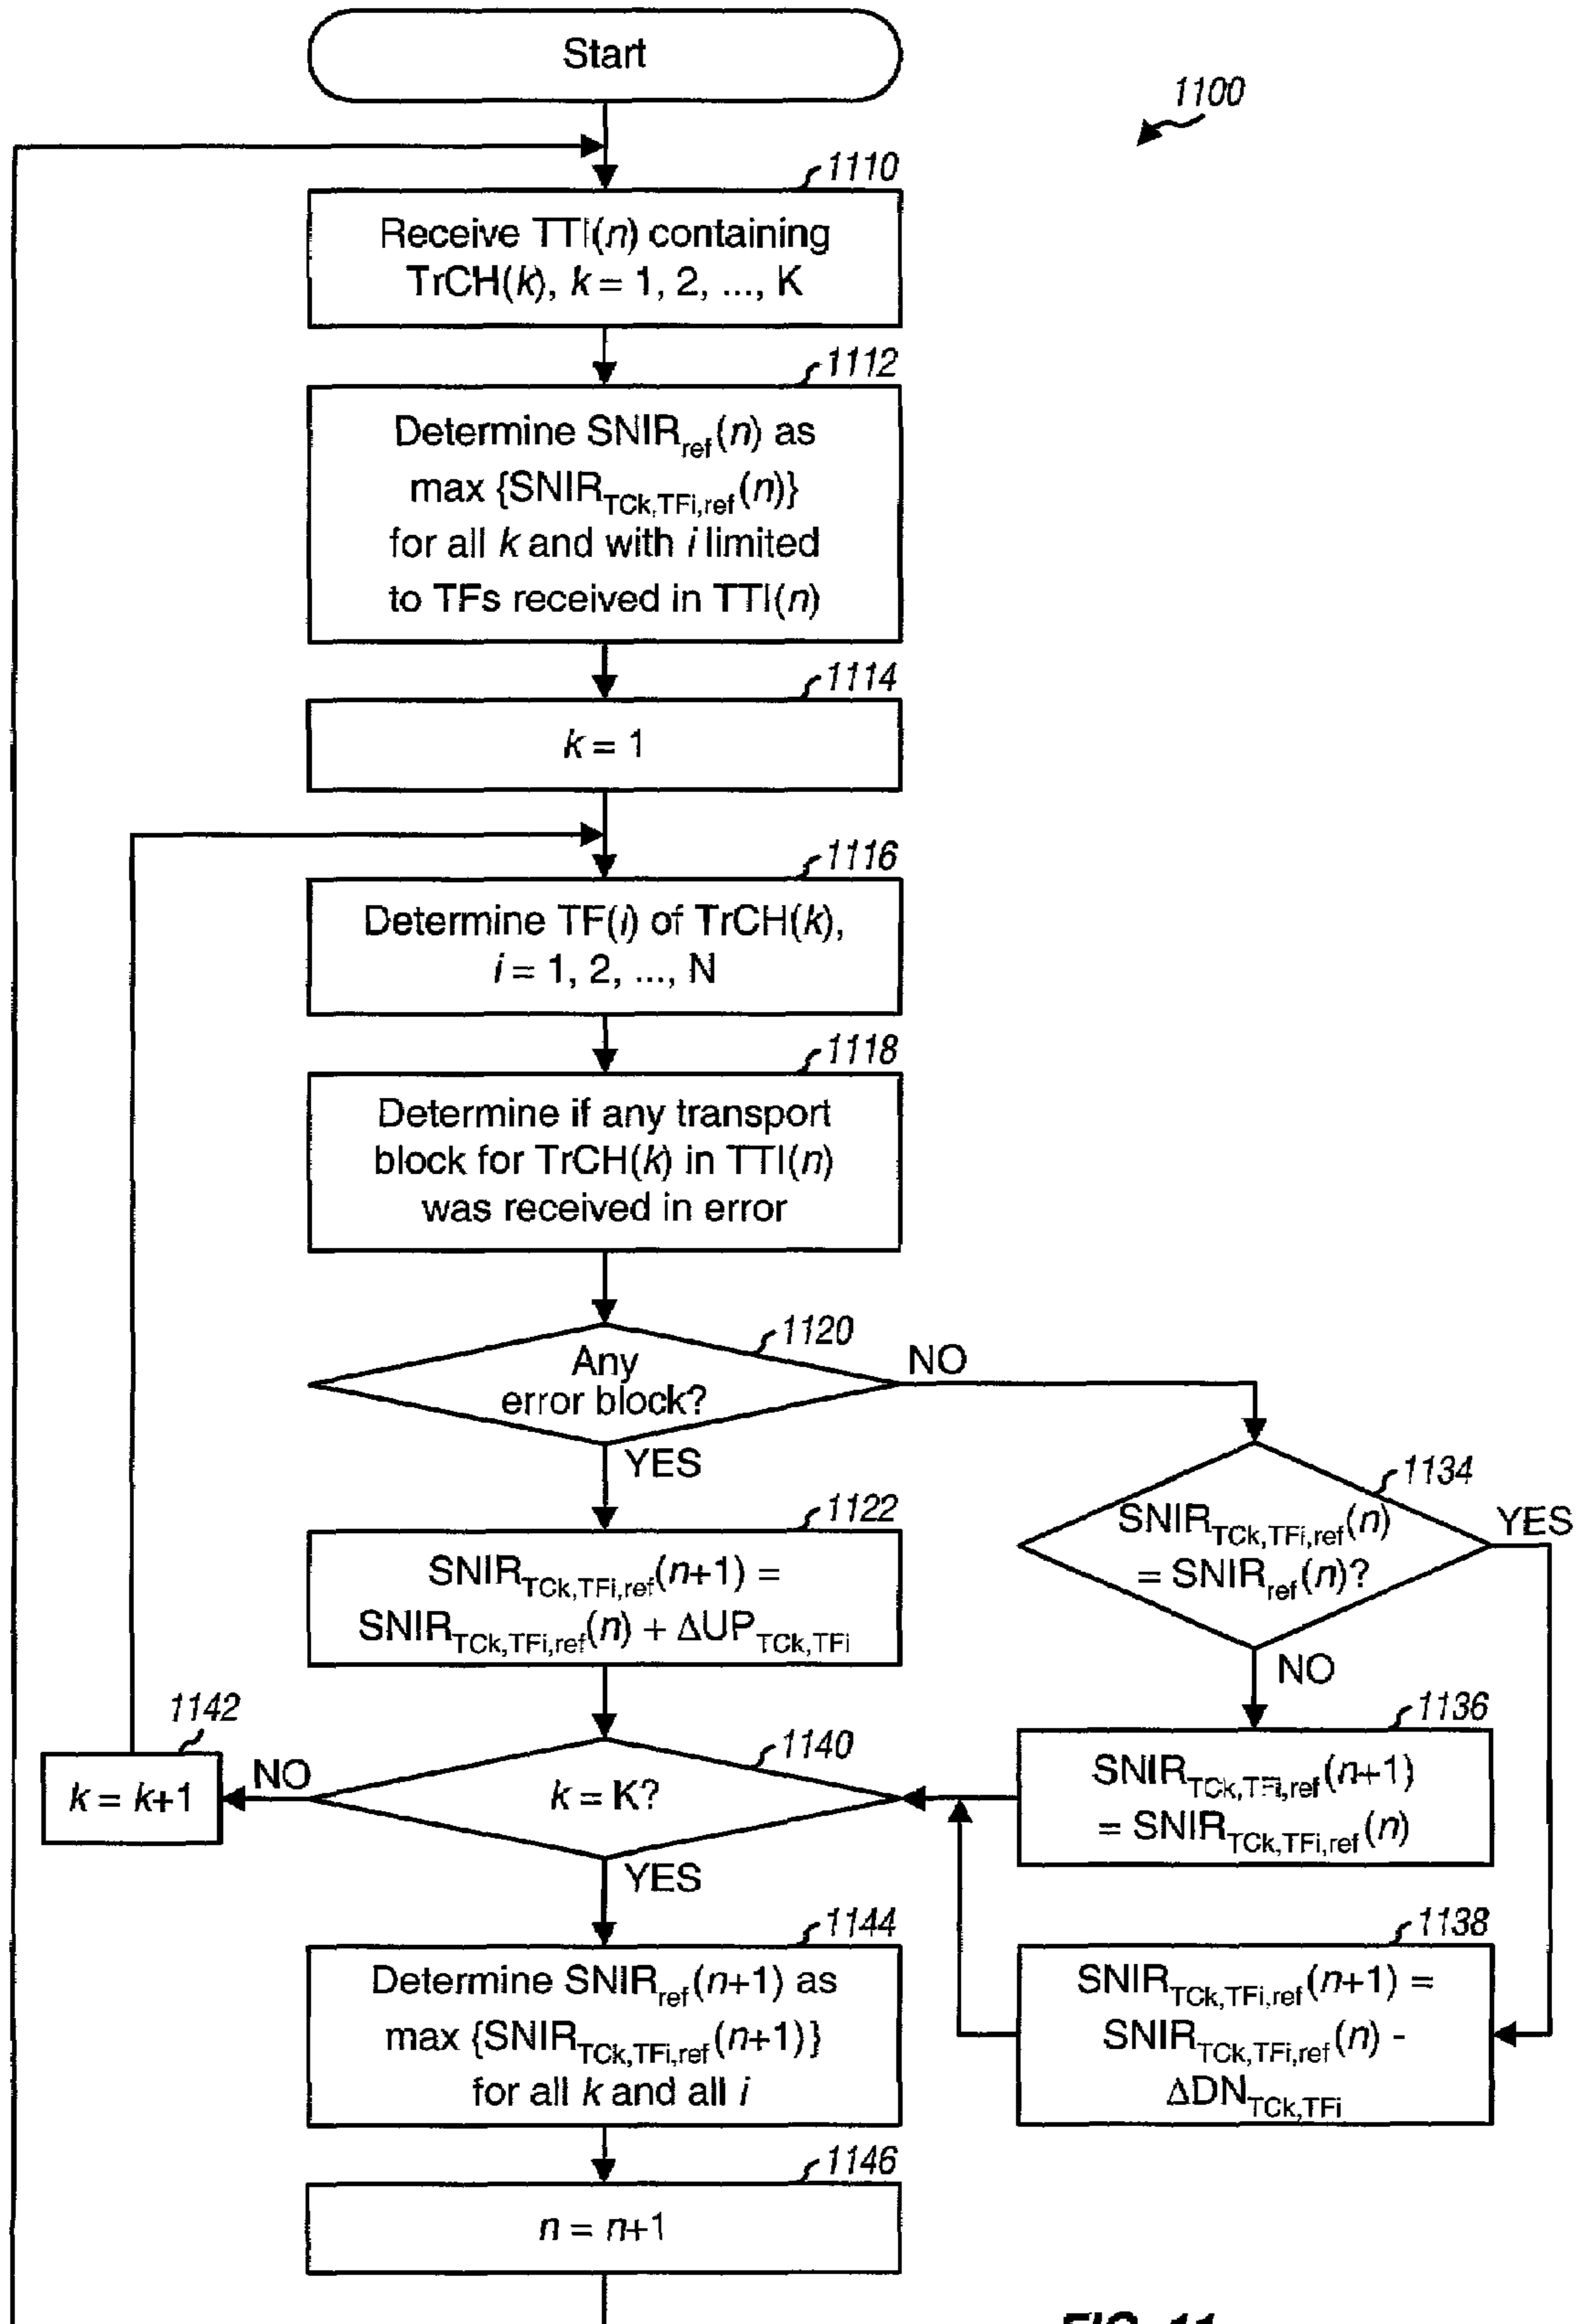 Start
1100
1110
Receive TTI(n) containing
TrCH(k), k = 1, 2, ..., K
1112
Determine SNIRref(n) as
max {SNIRTCk,TFi,ref(n)}
for all k and with i limited
to TFs received in TTI(n)
1114
k = 1
1116
Determine TF(i) of TrCH(k),
i = 1, 2, ..., N
1118
Determine if any transport
block for TrCH(k) in TTI(n)
was received in error
1120
Any
error block?
NO
YES
1134
SNIRTCk,TFi,ref(n)
= SNIRref(n)?
YES
NO
1122
SNIRTCk,TFi,ref(n+1) =
SNIRTCk,TFi,ref(n) + ΔUPTCk,TFi
1136
SNIRTCk,TFi,ref(n+1)
= SNIRTCk,TFi,ref(n)
1142
k = k+1
NO
1140
k = K?
YES
1138
SNIRTCk,TFi,ref(n+1) =
SNIRTCk,TFi,ref(n) -
ΔDNTCk,TFi
1144
Determine SNIRref(n+1) as
max {SNIRTCk,TFi,ref(n+1)}
for all k and all i
1146
n = n+1
FIG. 11